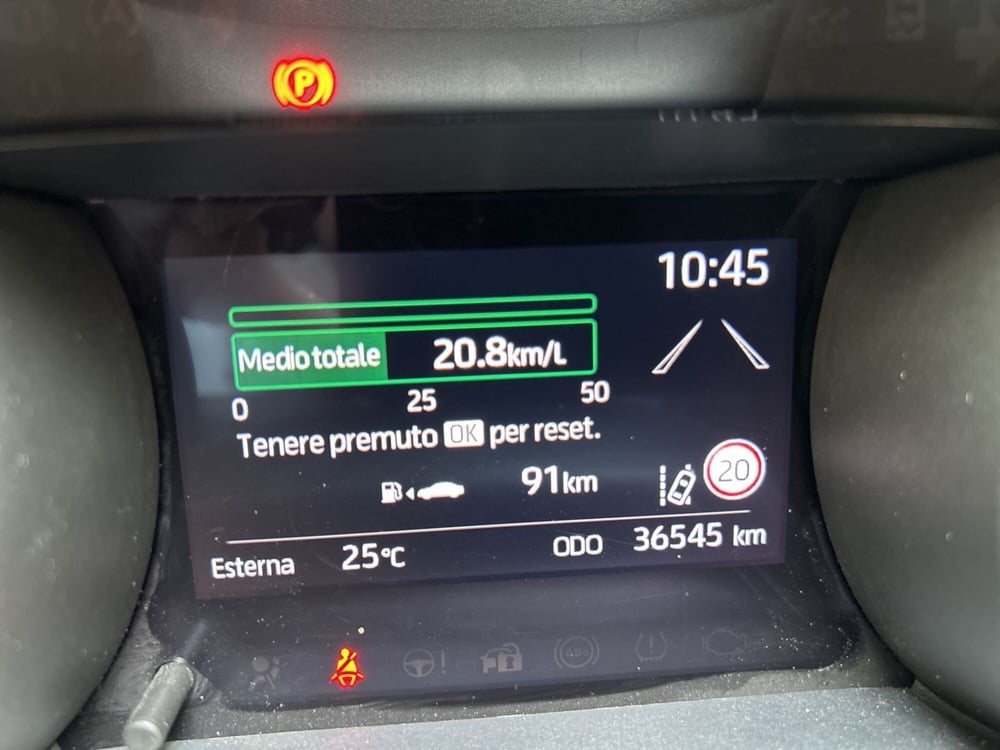 P
10:45
Medio totale 20.8km/L
0 25 50
Tenere premuto OK per reset.
91km
20
Esterna 25°C ODO 36545 km
ABS